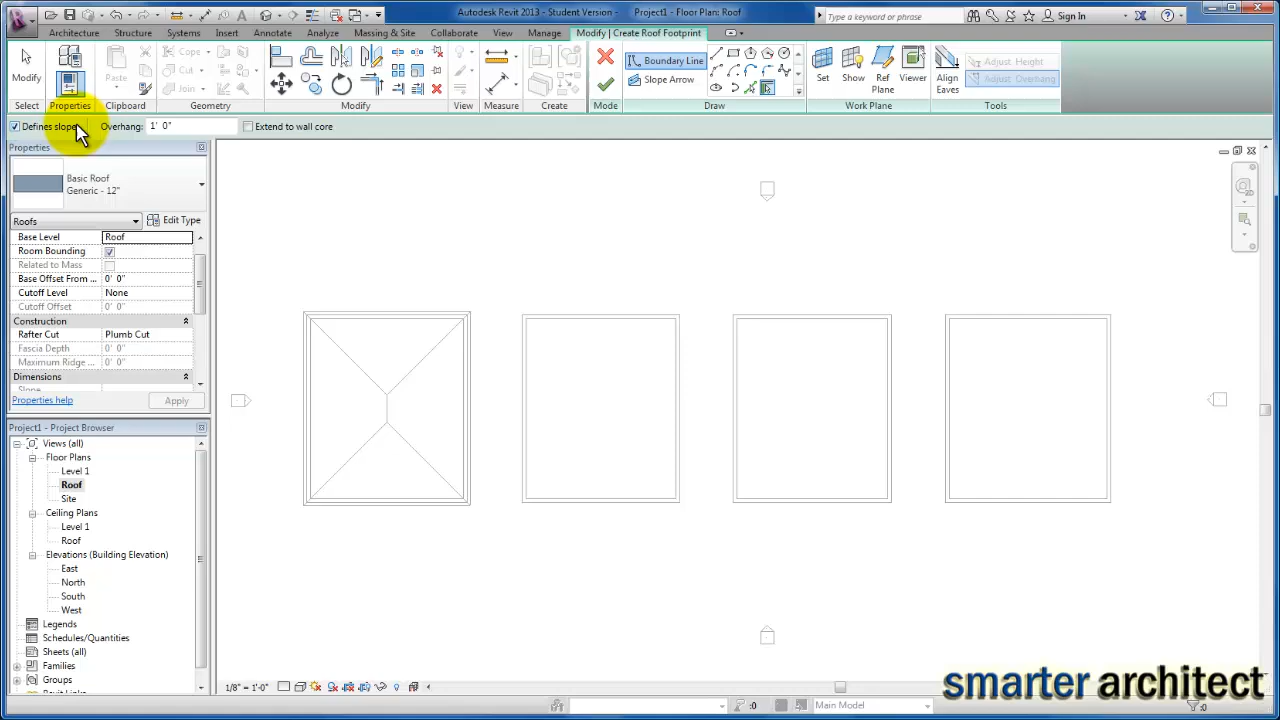 Autodesk Revit 2013 - Student Version - Project1 - Floor Plan: Roof
Type a keyword or phrase
Sign In
Architecture Structure Systems Insert Annotate Analyze Massing & Site Collaborate View Manage Modify | Create Roof Footprint
Modify
Paste
Cope
Cut
Join
Boundary Line
Slope Arrow
Set Show Ref Plane Viewer
Align Eaves
Adjust Height
Adjust Overhang
Select Properties Clipboard Geometry Modify View Create Mode Draw Work Plane Tools
Defines slope Overhang: 1' 0" Extend to wall core
Properties
Basic Roof
Generic - 12"
Roofs Edit Type
Base Level Roof
Room Bounding
Related to Mass
Base Offset From ... 0' 0"
Cutoff Level None
Cutoff Offset 0' 0"
Construction
Rafter Cut Plumb Cut
Fascia Depth 0' 0"
Maximum Ridge ... 0' 0"
Dimensions
Slope
Properties help Apply
Project1 - Project Browser
Views (all)
Floor Plans
Level 1
Roof
Site
Ceiling Plans
Level 1
Roof
Elevations (Building Elevation)
East
North
South
West
Legends
Schedules/Quantities
Sheets (all)
Families
Groups
Revit Links
1/8" = 1'-0"
:0 Main Model :0
smarter architect